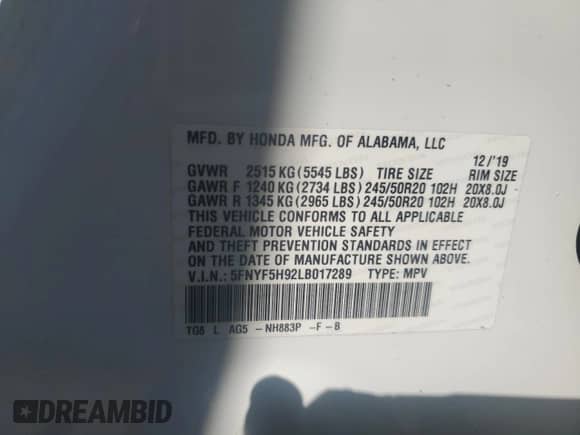 MFD. BY HONDA MFG. OF ALABAMA, LLC
12/'19
GVWR 2515 KG (5545 LBS) TIRE SIZE RIM SIZE
GAWR F 1240 KG (2734 LBS) 245/50R20 102H 20X8.0J
GAWR R 1345 KG (2965 LBS) 245/50R20 102H 20X8.0J
THIS VEHICLE CONFORMS TO ALL APPLICABLE
FEDERAL MOTOR VEHICLE SAFETY
AND THEFT PREVENTION STANDARDS IN EFFECT
ON THE DATE OF MANUFACTURE SHOWN ABOVE.
V.I.N.: 5FNYF5H92LB017289 TYPE: MPV
TG8 L AG5 -NH883P -F-B
DREAMBID